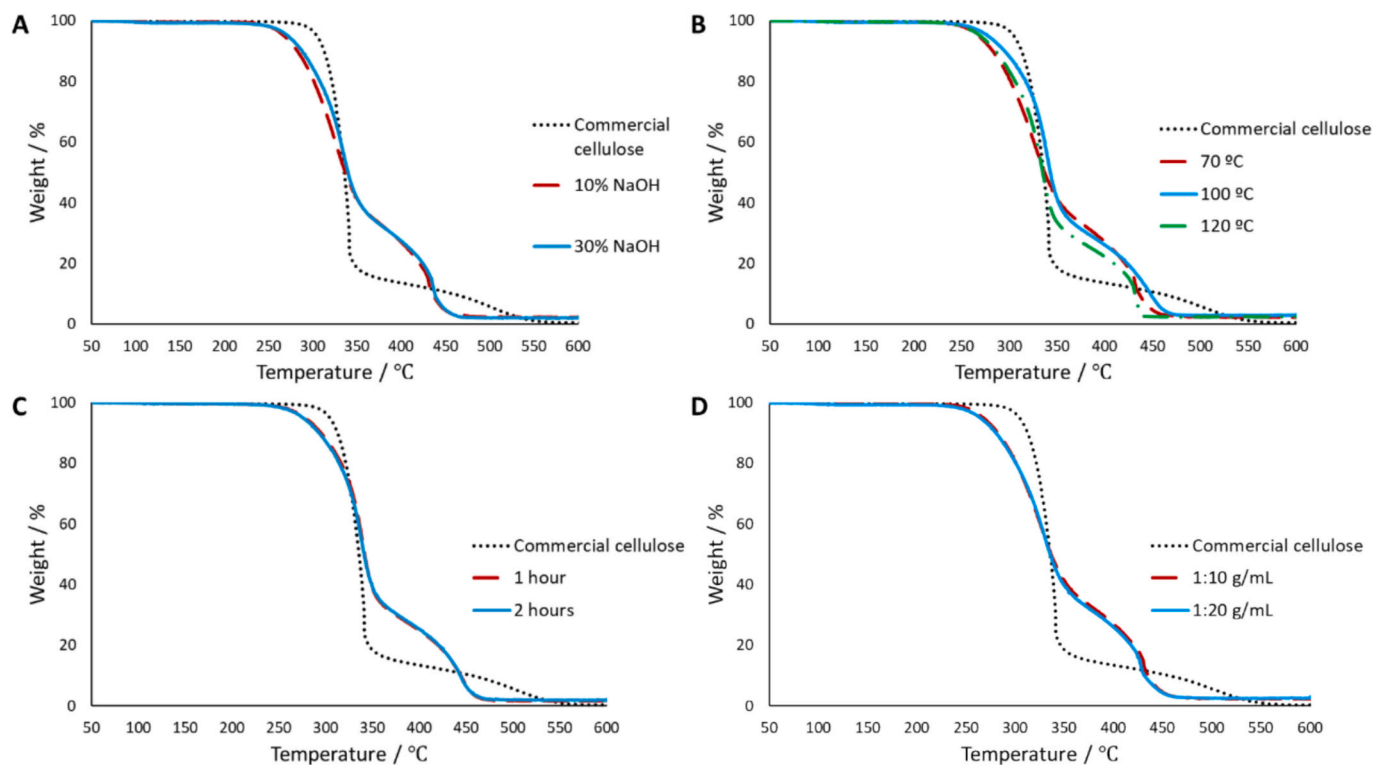 A
Weight / %
100
80
60
40
20
0
50 100 150 200 250 300 350 400 450 500 550 600
Temperature / °C
Commercial
cellulose
10% NaOH
30% NaOH
B
Weight / %
100
80
60
40
20
0
50 100 150 200 250 300 350 400 450 500 550 600
Temperature / °C
Commercial cellulose
70 ºC
100 ºC
120 ºC
C
Weight / %
100
80
60
40
20
0
50 100 150 200 250 300 350 400 450 500 550 600
Temperature / °C
Commercial cellulose
1 hour
2 hours
D
Weight / %
100
80
60
40
20
0
50 100 150 200 250 300 350 400 450 500 550 600
Temperature / °C
Commercial cellulose
1:10 g/mL
1:20 g/mL